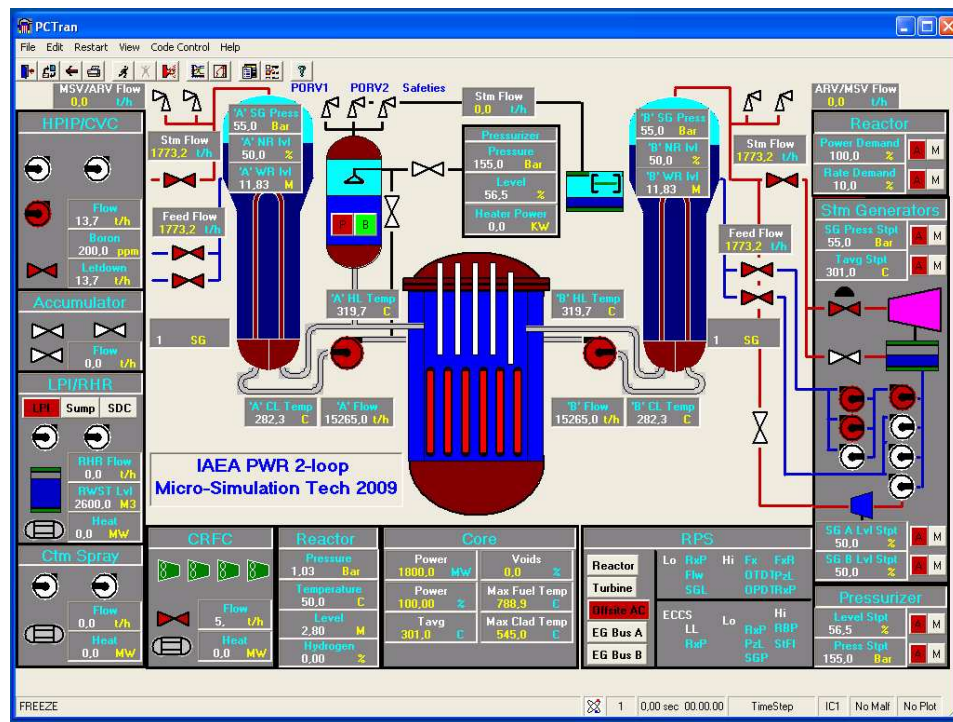 PCTran
File Edit Restart View Code Control Help
MSV/ARV Flow
0,0 t/h
PORV1 PORV2 Safeties
Stm Flow
0,0 t/h
ARV/MSV Flow
0,0 t/h
HPIP/CVC
Flow
13,7 t/h
Boron
200,0 ppm
Letdown
13,7 t/h
Accumulator
Flow
0,0 t/h
LPI/RHR
LPI Sump SDC
RHR Flow
0,0 t/h
RWST Lvl
2600,0 M3
Heat
0,0 MW
Ctm Spray
Flow
0,0 t/h
Heat
0,0 MW
Stm Flow
1773,2 t/h
Feed Flow
1773,2 t/h
'A' SG Press
55,0 Bar
'A' NR lvl
50,0 %
'A' WR lvl
11,83 M
1 SG
R B
Pressurizer
Pressure
155,0 Bar
Level
56,5 %
Heater Power
0,0 KW
'A' HL Temp
319,7 C
'B' HL Temp
319,7 C
'A' CL Temp
282,3 C
'A' Flow
15265,0 t/h
'B' Flow
15265,0 t/h
'B' CL Temp
282,3 C
'B' SG Press
55,0 Bar
'B' NR lvl
50,0 %
'B' WR lvl
11,83 M
Stm Flow
1773,2 t/h
Feed Flow
1773,2 t/h
1 SG
IAEA PWR 2-loop
Micro-Simulation Tech 2009
Reactor
Power Demand
100,0 % A M
Rate Demand
10,0 % A M
Stm Generators
SG Press Stpt
55,0 Bar A M
Tavg Stpt
301,0 C A M
SG A Lvl Stpt
50,0 % A M
SG B Lvl Stpt
50,0 % A M
Pressurizer
Level Stpt
56,5 % A M
Press Stpt
155,0 Bar A M
CRFC
Flow
5, t/h
Heat
0,0 MW
Reactor
Pressure
1,03 Bar
Temperature
50,0 C
Level
2,80 M
Hydrogen
0,00 %
Core
Power
1800,0 MW
Voids
0,0 %
Power
100,00 %
Max Fuel Temp
788,9 C
Tavg
301,0 C
Max Clad Temp
545,0 C
RPS
Reactor
Turbine
Offsite AC
EG Bus A
EG Bus B
Lo RxP Hi Fx FxR
Flw OTDT PzL
SGL OPDT RxP
ECCS Hi
LL Lo
RxP RxP RBP
PzL StFl
SGP
FREEZE 1 0,00 sec 00.00.00 TimeStep IC1 No Malf No Plot